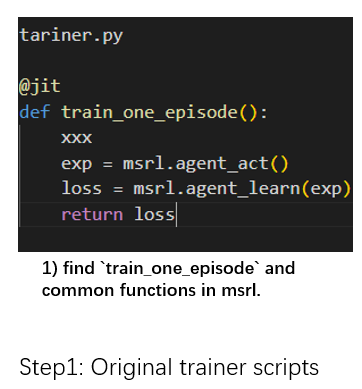 tariner.py
@jit
def train_one_episode():
xxx
exp = msrl.agent_act()
loss = msrl.agent_learn(exp)
return loss
1) find `train_one_episode` and
common functions in msrl.
Step1: Original trainer scripts